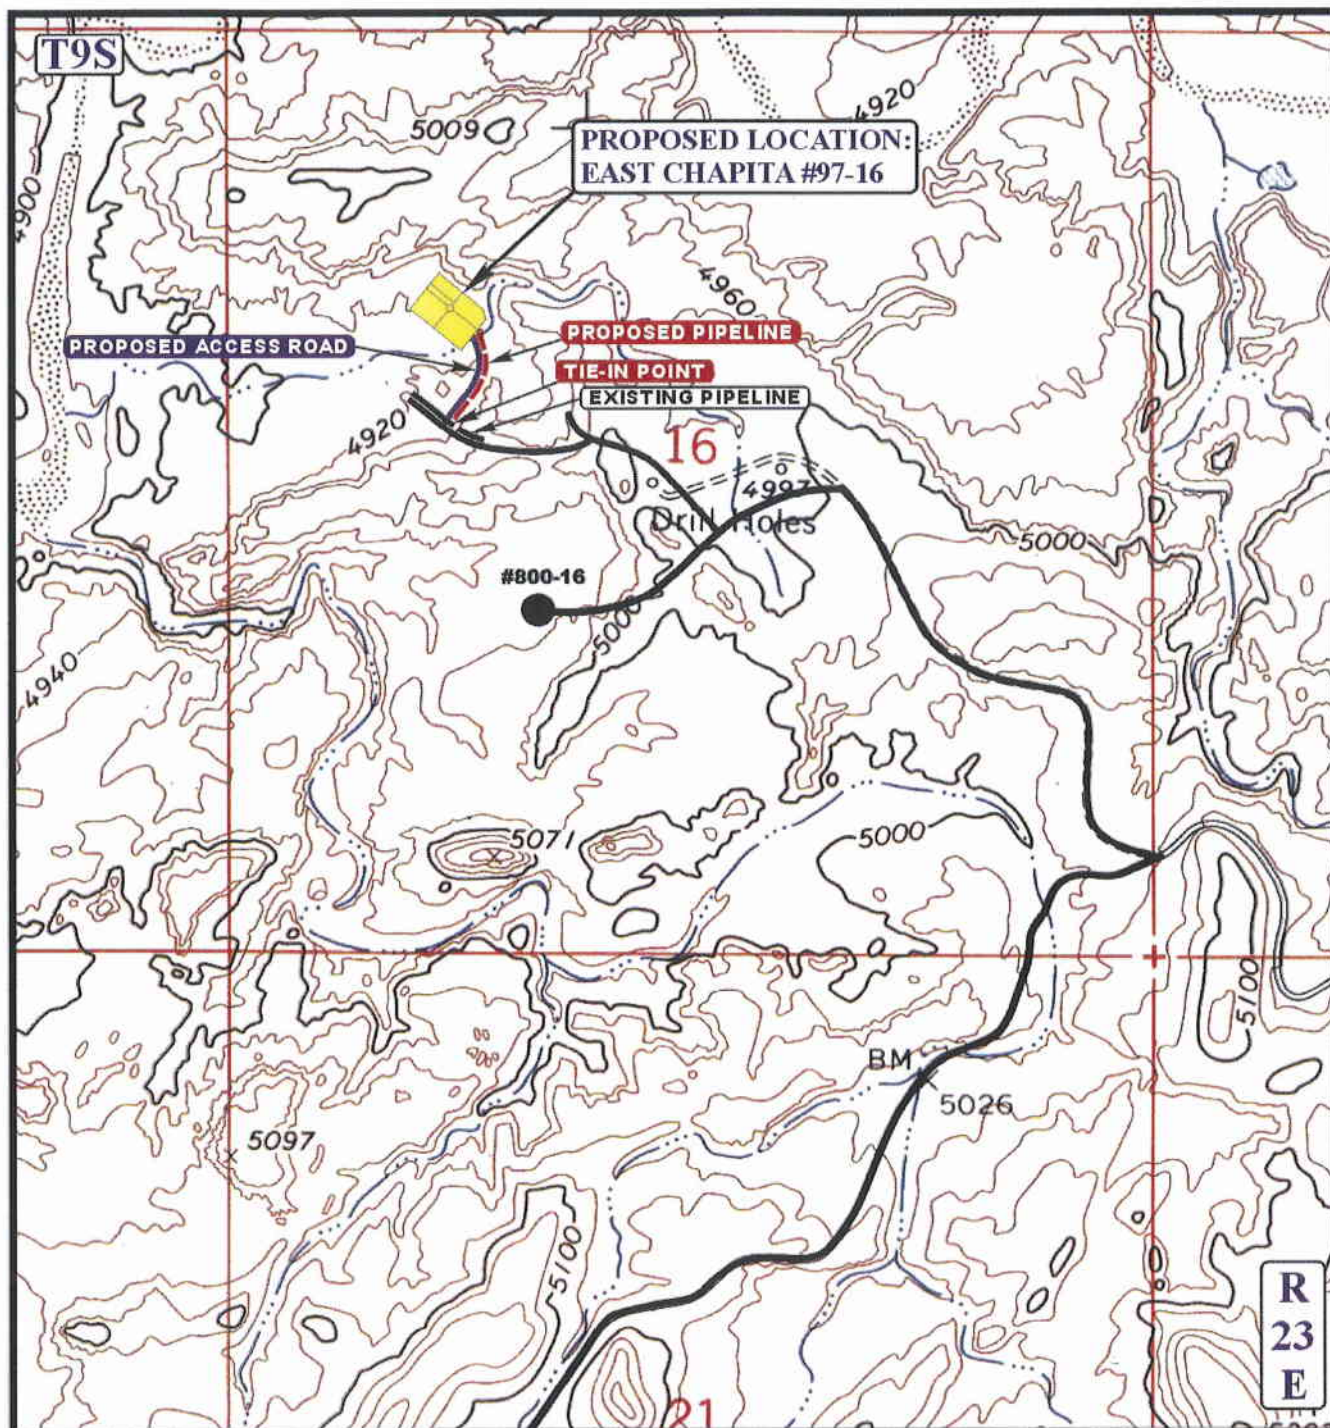 T9S
4920
5009
PROPOSED LOCATION:
EAST CHAPITA #97-16
4900
4960
PROPOSED ACCESS ROAD
PROPOSED PIPELINE
TIE-IN POINT
EXISTING PIPELINE
4920
16
4997
Drill Holes
5000
#800-16
5000
4940
5071
5000
5100
BM
5026
5097
5100
R
23
E
21